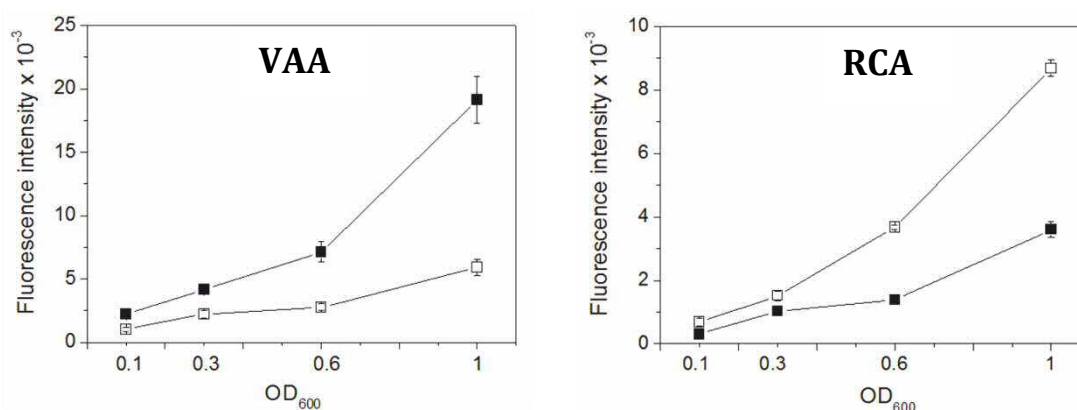 VAA
Fluorescence intensity x 10⁻³
25
20
15
10
5
0
0.1 0.3 0.6 1
OD₆₀₀
RCA
Fluorescence intensity x 10⁻³
10
8
6
4
2
0
0.1 0.3 0.6 1
OD₆₀₀